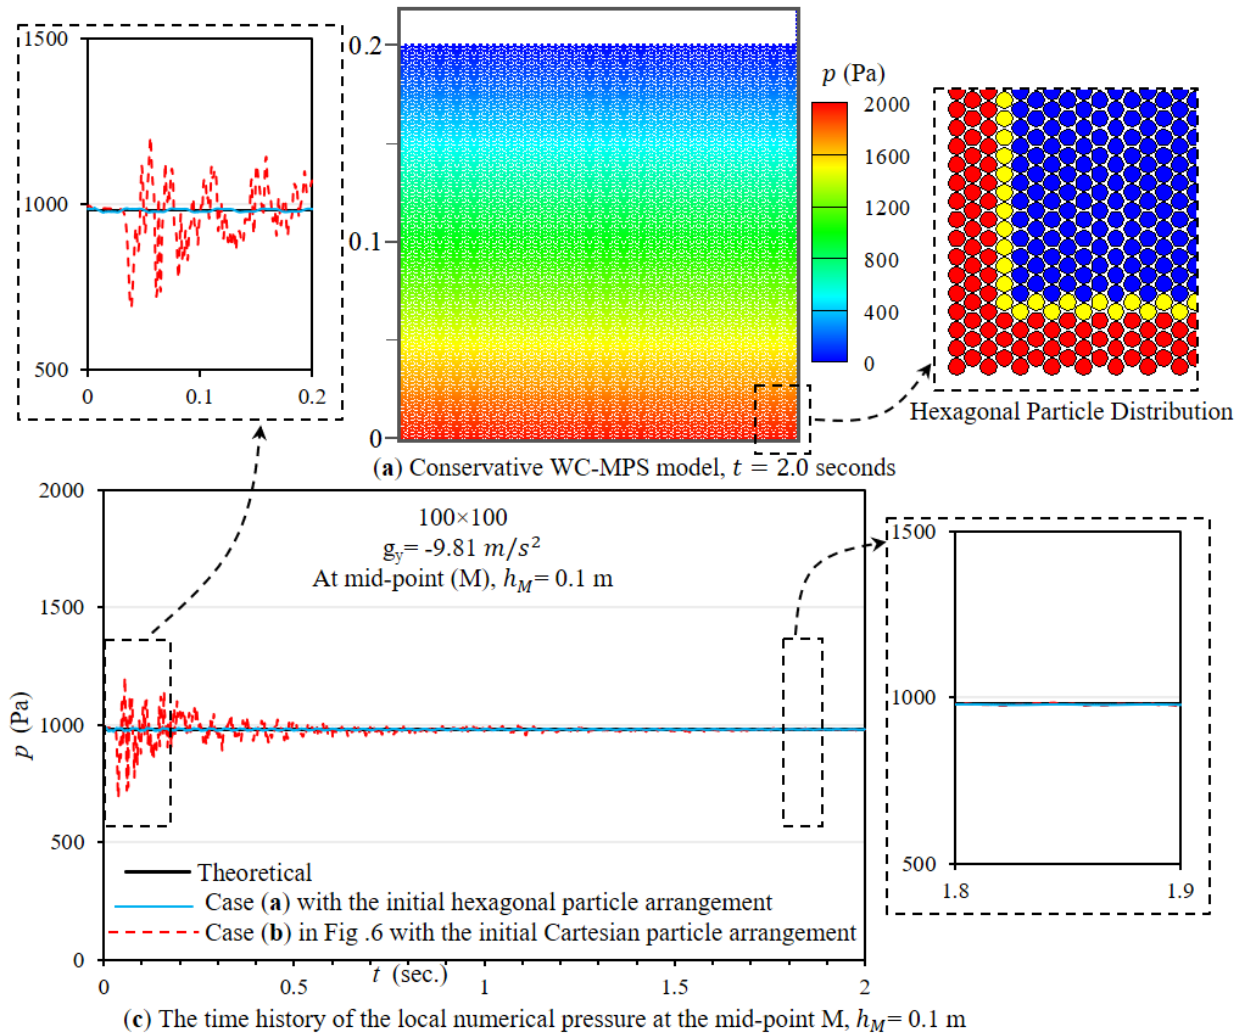 1500
1000
500
0
0.1
0.2
0.2
0.1
0
p (Pa)
2000
1600
1200
800
400
0
Hexagonal Particle Distribution
(a) Conservative WC-MPS model, t = 2.0 seconds
2000
1500
1000
500
0
p (Pa)
100×100
g_y= -9.81 m/s²
At mid-point (M), h_M= 0.1 m
Theoretical
Case (a) with the initial hexagonal particle arrangement
Case (b) in Fig .6 with the initial Cartesian particle arrangement
0
0.5
1
1.5
2
t (sec.)
1500
1000
500
1.8
1.9
(c) The time history of the local numerical pressure at the mid-point M, h_M= 0.1 m